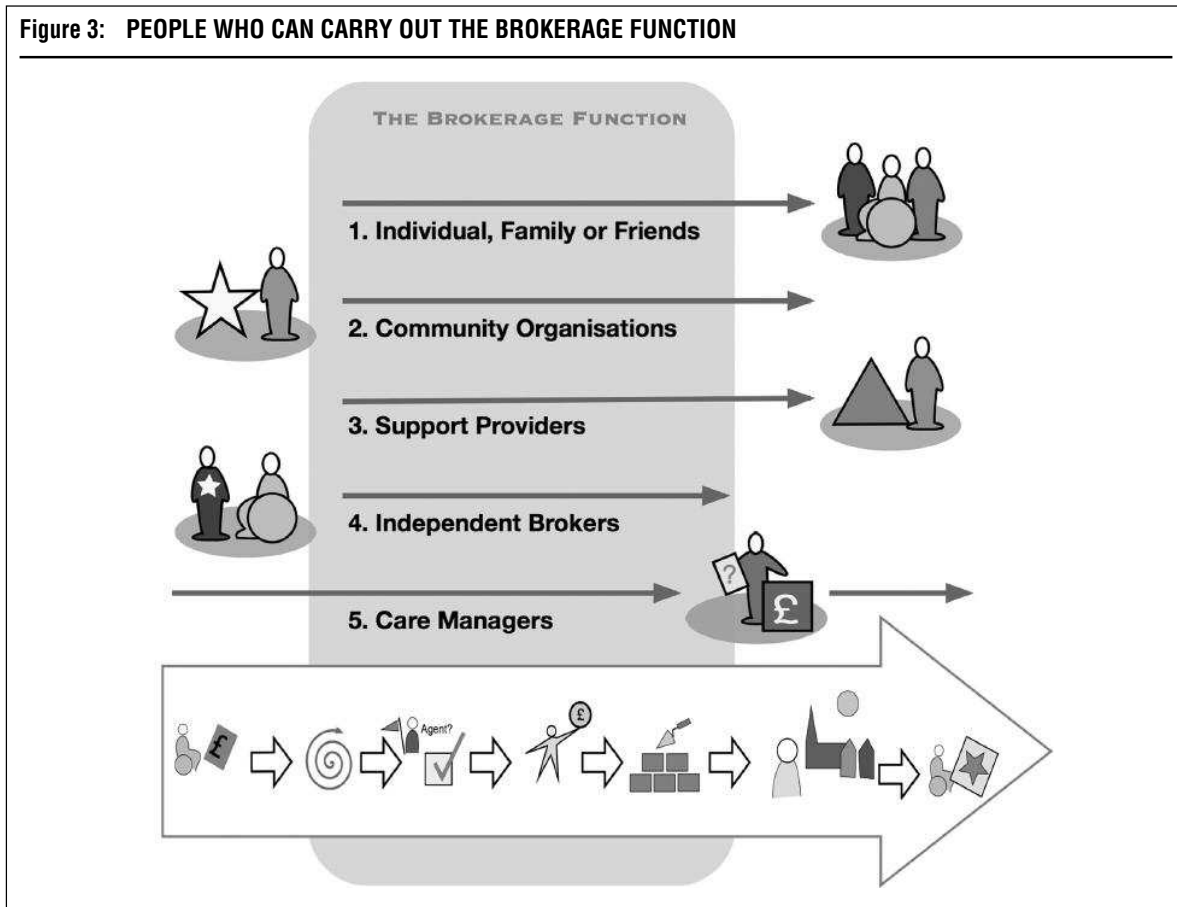 Figure 3: PEOPLE WHO CAN CARRY OUT THE BROKERAGE FUNCTION
THE BROKERAGE FUNCTION
1. Individual, Family or Friends
2. Community Organisations
3. Support Providers
4. Independent Brokers
?
£
5. Care Managers
£
Agent?
£